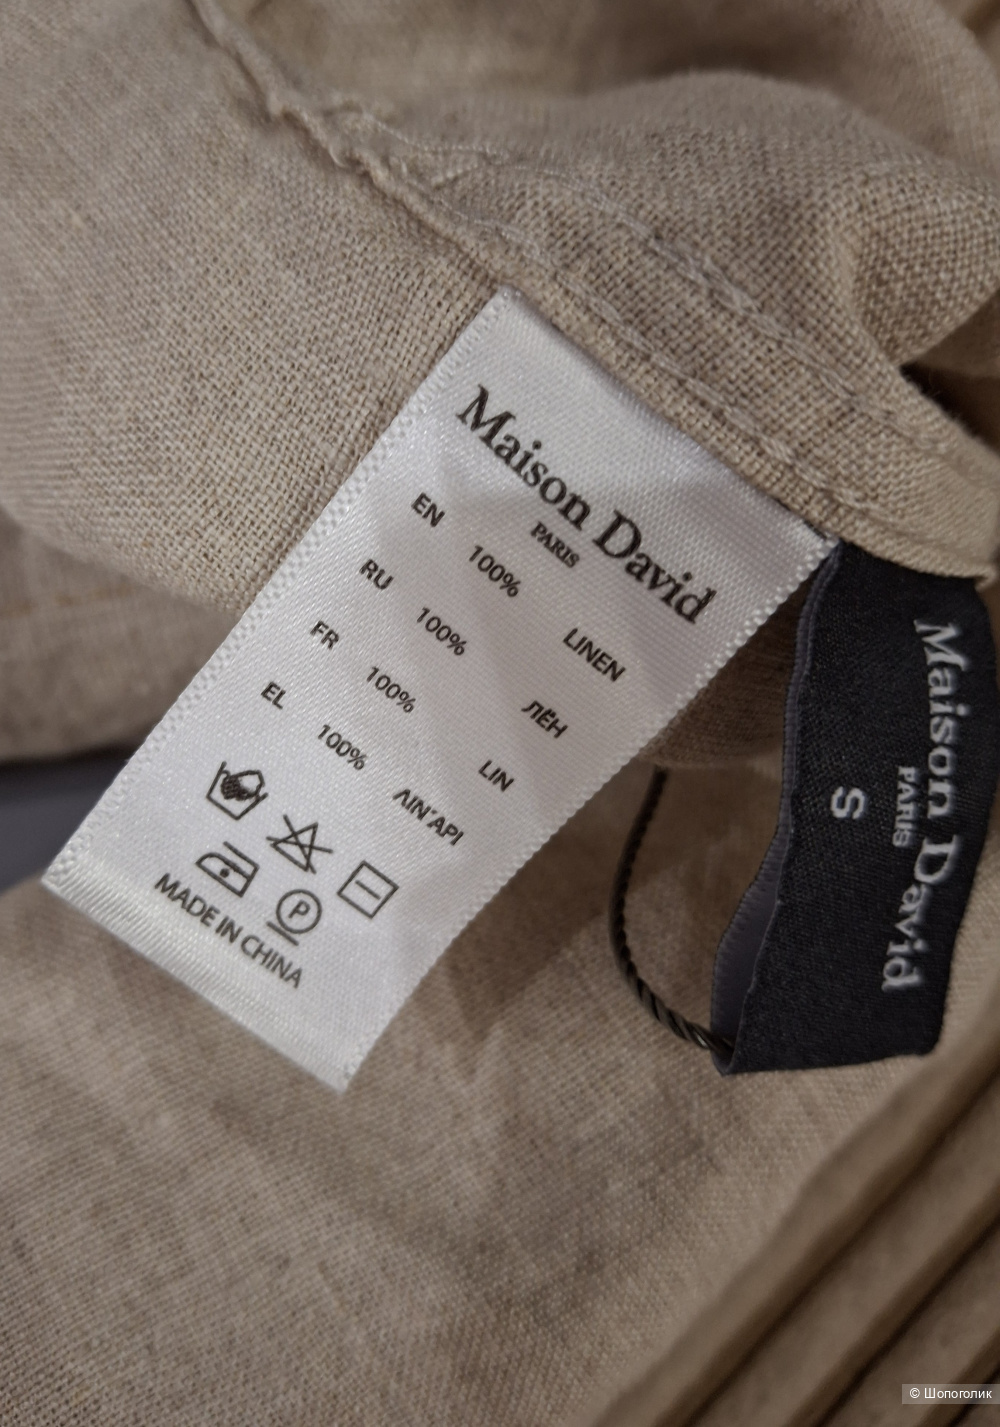 Maison David
PARIS
EN 100% LINEN
RU 100% ЛЁН
FR 100% LIN
EL 100% ΛΙΝ΄ΑΡΙ
P
MADE IN CHINA
Maison David
PARIS
S
© Шопоголик